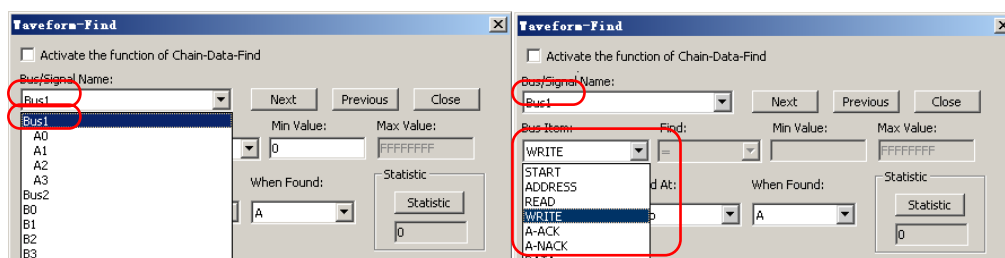 Waveform-Find
Activate the function of Chain-Data-Find
Bus/Signal Name:
Bus1
Next
Previous
Close
Bus1
A0
A1
A2
A3
Bus2
B0
B1
B2
B3
Min Value:
Max Value:
0
FFFFFFFF
When Found:
A
Statistic
Statistic
0
Waveform-Find
Activate the function of Chain-Data-Find
Bus/Signal Name:
Bus1
Next
Previous
Close
Bus Item:
Find:
Min Value:
Max Value:
WRITE
=
FFFFFFFF
START
ADDRESS
READ
WRITE
A-ACK
A-NACK
d At:
When Found:
A
Statistic
Statistic
0